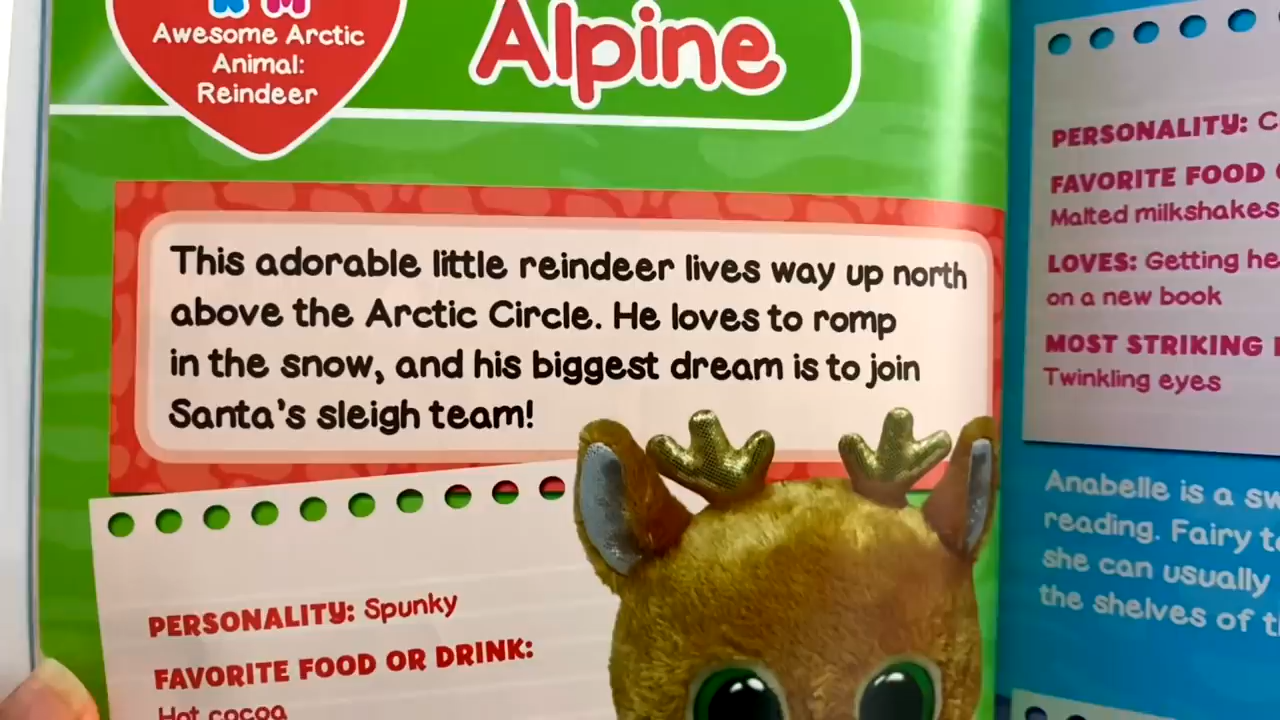 Awesome Arctic
Animal:
Reindeer
Alpine
This adorable little reindeer lives way up north
above the Arctic Circle. He loves to romp
in the snow, and his biggest dream is to join
Santa's sleigh team!
PERSONALITY: Spunky
FAVORITE FOOD OR DRINK:
Hot cocoa
PERSONALITY:
FAVORITE FOOD
Malted milkshakes
LOVES: Getting
on a new book
MOST STRIKING
Twinkling eyes
Anabelle is a
reading. Fairy
she can usually
the shelves of